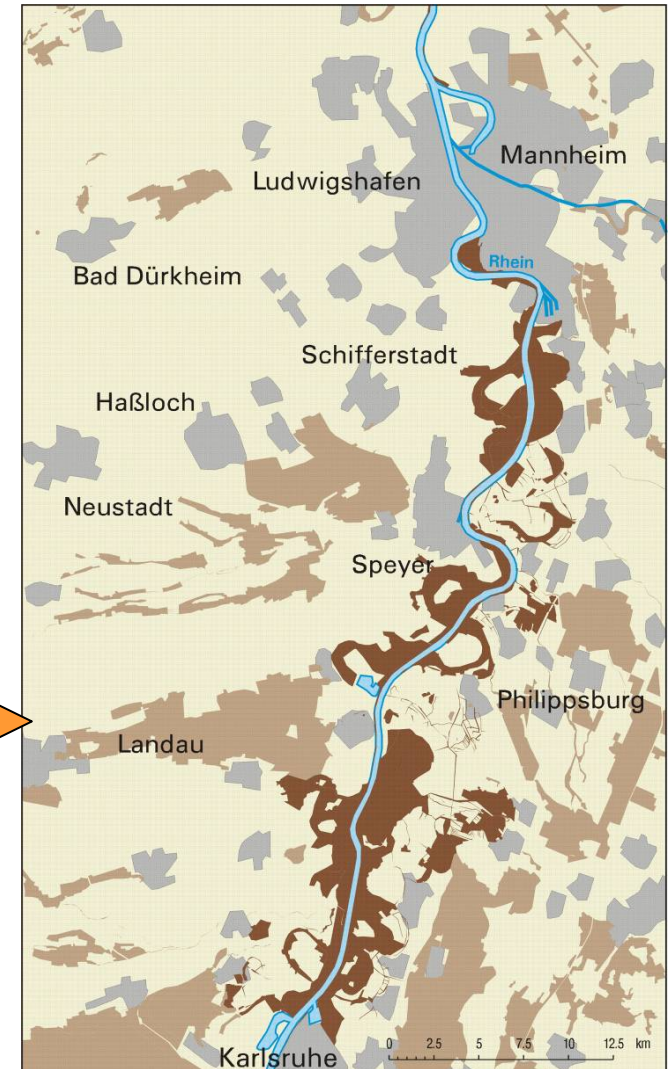 Mannheim
Ludwigshafen
Rhein
Bad Dürkheim
Schifferstadt
Haßloch
Neustadt
Speyer
Philippsburg
Landau
0 2.5 5 7.5 10 12.5 km
Karlsruhe